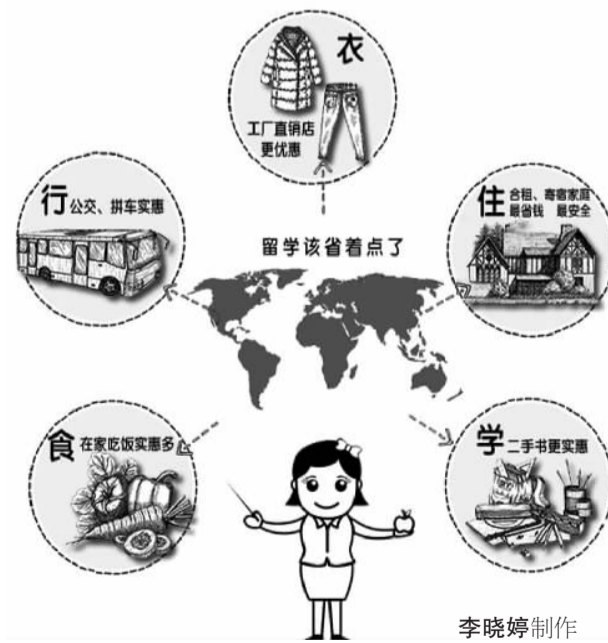 衣
工厂直销店
更优惠
行 公交、拼车实惠
住 合租、寄宿家庭
最省钱 最安全
留学该省着点了
食 在家吃饭实惠多
学 二手书更实惠
李晓婷制作